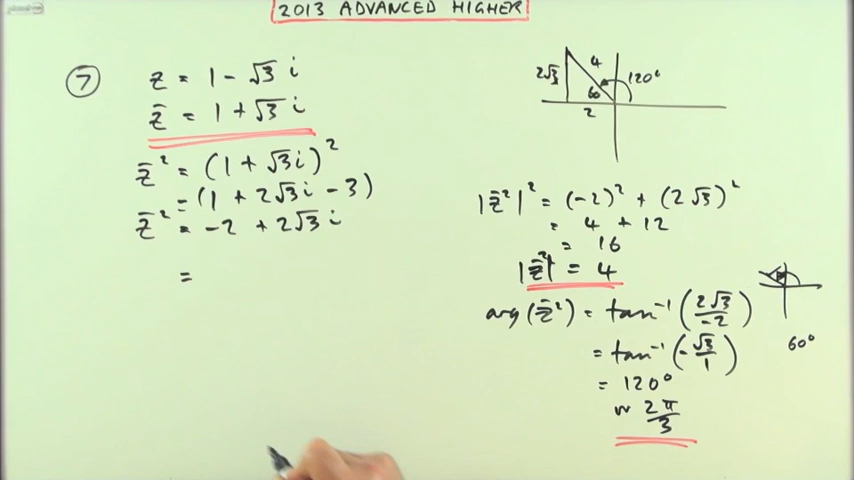 2013 ADVANCED HIGHER
7
z = 1 - √3 i
z̄ = 1 + √3 i
z̄² = (1 + √3i)²
= (1 + 2√3i - 3)
z̄² = -2 + 2√3 i
=
2√3
4
60
120°
2
|z̄²|² = (-2)² + (2√3)²
= 4 + 12
= 16
|z̄²| = 4
arg (z̄²) = tan⁻¹ (2√3/-2)
= tan⁻¹ (-√3/1)
60°
= 120°
~ 2π/3